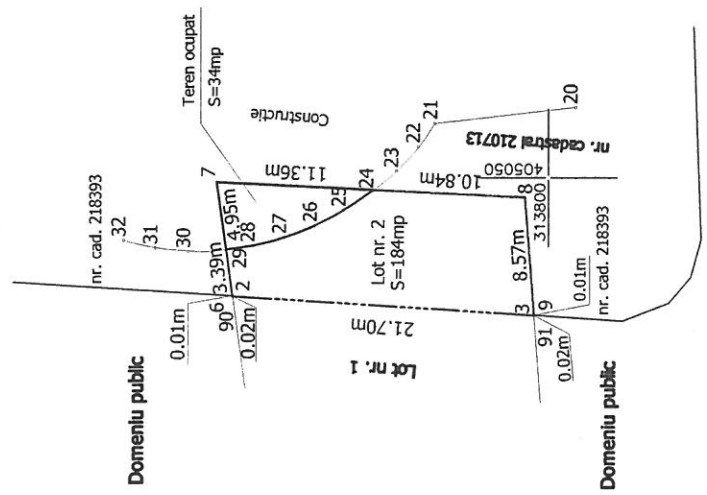 Teren ocupat
S=34mp
Constructie
nr. cad. 218393
32
31
30
7
4.95m
11.36m
3.39m
29
28
27
26
25
24
23
22
21
20
6
2
90
0.01m
0.02m
Domeniu public
Lot nr. 2
S=184mp
nr. cadastral 210713
10.84m
405050
313800
8
8.57m
21.70m
Lot nr. 1
3
9
91
0.01m
0.02m
nr. cad. 218393
Domeniu public